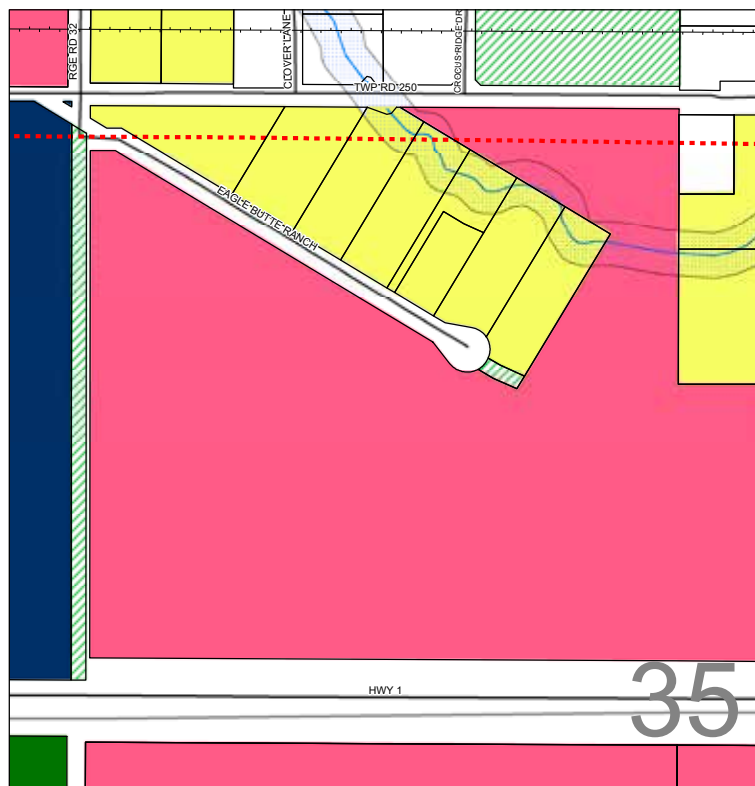 RGE RD 32
CLOVER LANE
CROCUS RIDGE DR
TWP RD 250
EAGLE BUTTE RANCH
HWY 1
35